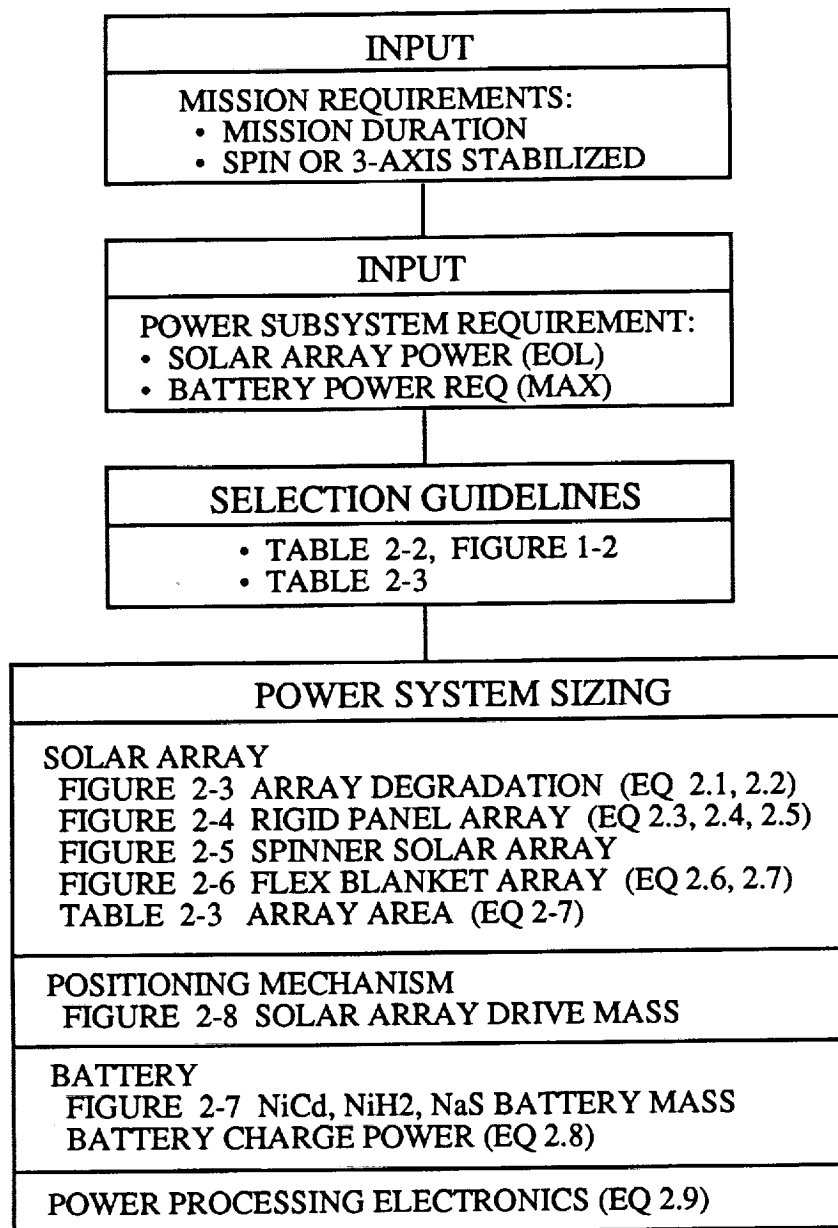 INPUT
MISSION REQUIREMENTS:
• MISSION DURATION
• SPIN OR 3-AXIS STABILIZED
INPUT
POWER SUBSYSTEM REQUIREMENT:
• SOLAR ARRAY POWER (EOL)
• BATTERY POWER REQ (MAX)
SELECTION GUIDELINES
• TABLE 2-2, FIGURE 1-2
• TABLE 2-3
POWER SYSTEM SIZING
SOLAR ARRAY
FIGURE 2-3 ARRAY DEGRADATION (EQ 2.1, 2.2)
FIGURE 2-4 RIGID PANEL ARRAY (EQ 2.3, 2.4, 2.5)
FIGURE 2-5 SPINNER SOLAR ARRAY
FIGURE 2-6 FLEX BLANKET ARRAY (EQ 2.6, 2.7)
TABLE 2-3 ARRAY AREA (EQ 2-7)
POSITIONING MECHANISM
FIGURE 2-8 SOLAR ARRAY DRIVE MASS
BATTERY
FIGURE 2-7 NiCd, NiH2, NaS BATTERY MASS
BATTERY CHARGE POWER (EQ 2.8)
POWER PROCESSING ELECTRONICS (EQ 2.9)